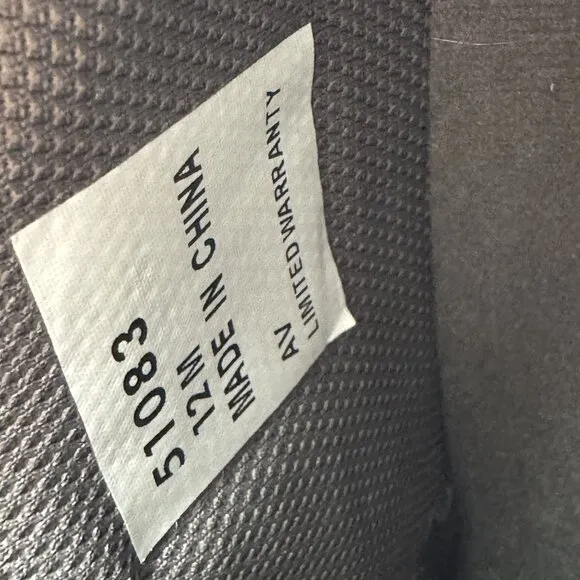 51083
12 M
MADE IN CHINA
AV
LIMITED WARRANTY